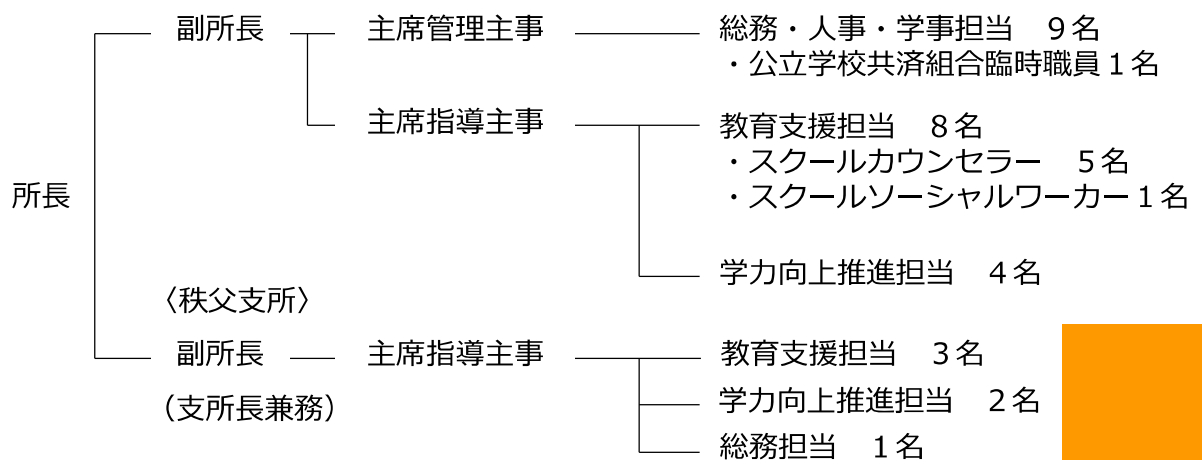 副所長 主席管理主事 総務・人事・学事担当 9名
・公立学校共済組合臨時職員1名
主席指導主事 教育支援担当 8名
・スクールカウンセラー 5名
・スクールソーシャルワーカー1名
所長
学力向上推進担当 4名
〈秩父支所〉
副所長 主席指導主事 教育支援担当 3名
(支所長兼務) 学力向上推進担当 2名
総務担当 1名